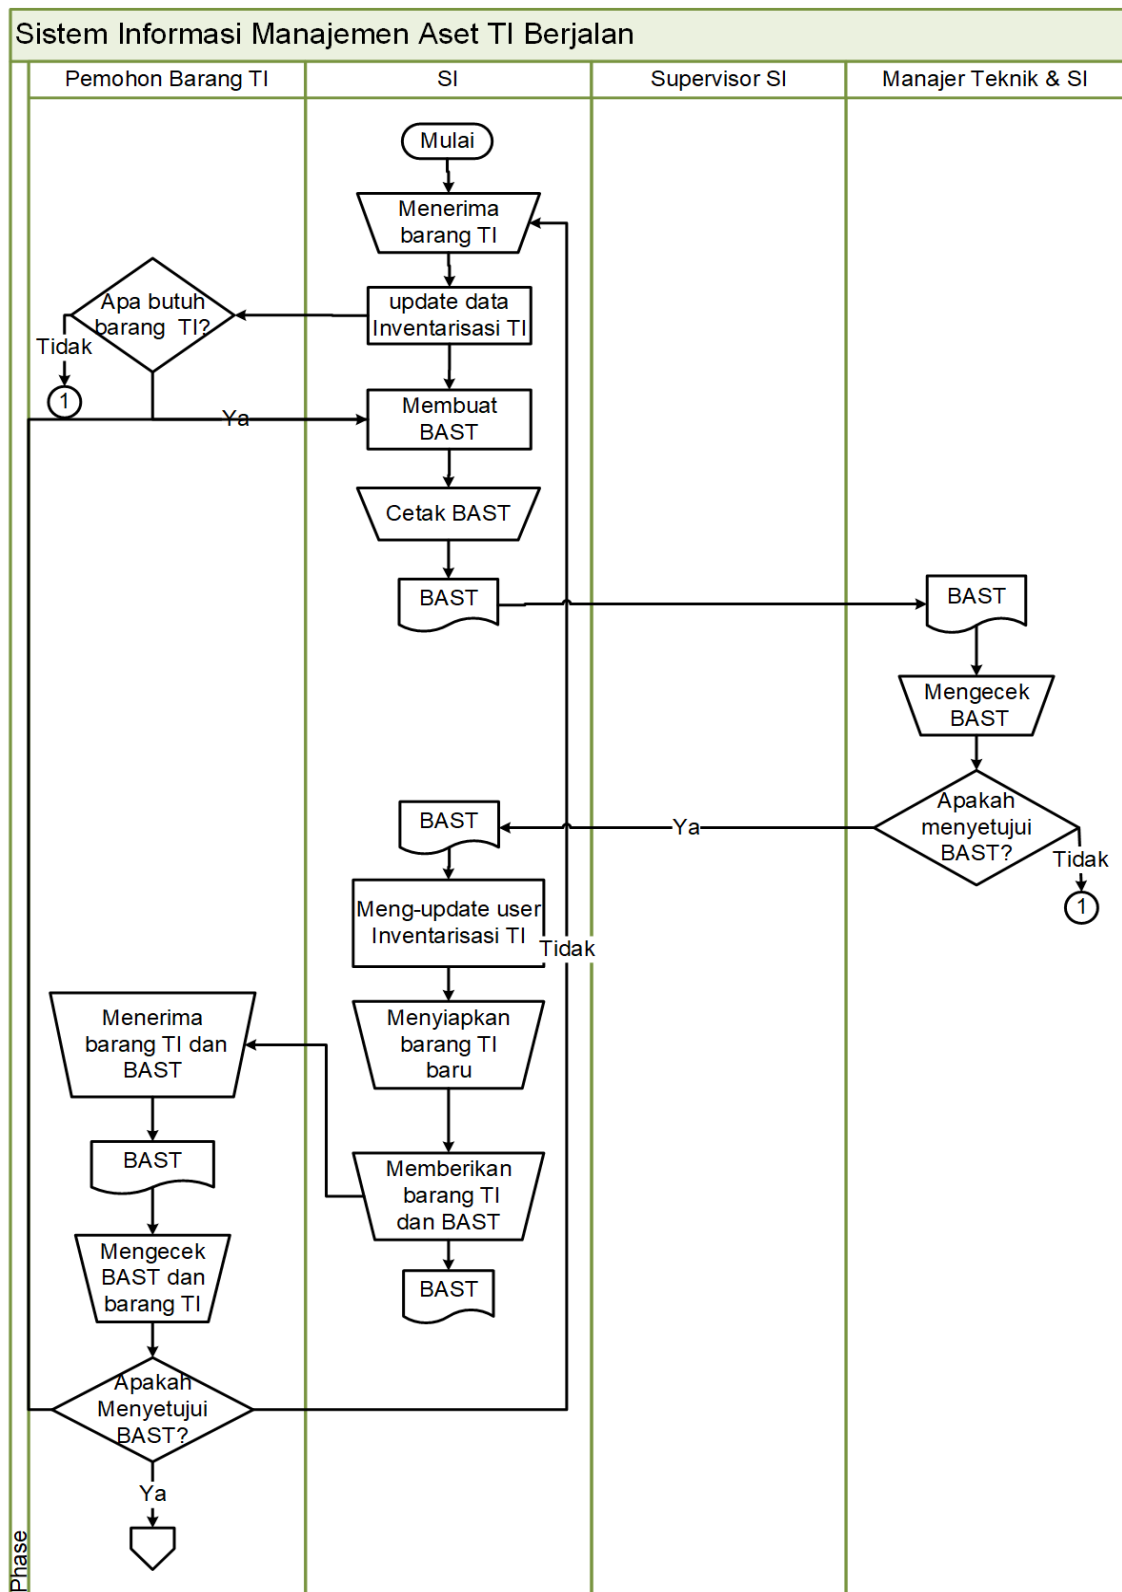 Sistem Informasi Manajemen Aset TI Berjalan
Pemohon Barang TI
SI
Supervisor SI
Manajer Teknik & SI
Mulai
Menerima
barang TI
Apa butuh
barang TI?
update data
Inventarisasi TI
Tidak
1
Ya
Membuat
BAST
Cetak BAST
BAST
BAST
Mengecek
BAST
Apakah
menyetujui
BAST?
Ya
BAST
Tidak
1
Meng-update user
Inventarisasi TI
Tidak
Menerima
barang TI dan
BAST
Menyiapkan
barang TI
baru
BAST
Memberikan
barang TI
dan BAST
Mengecek
BAST dan
barang TI
BAST
Apakah
Menyetujui
BAST?
Ya
Phase